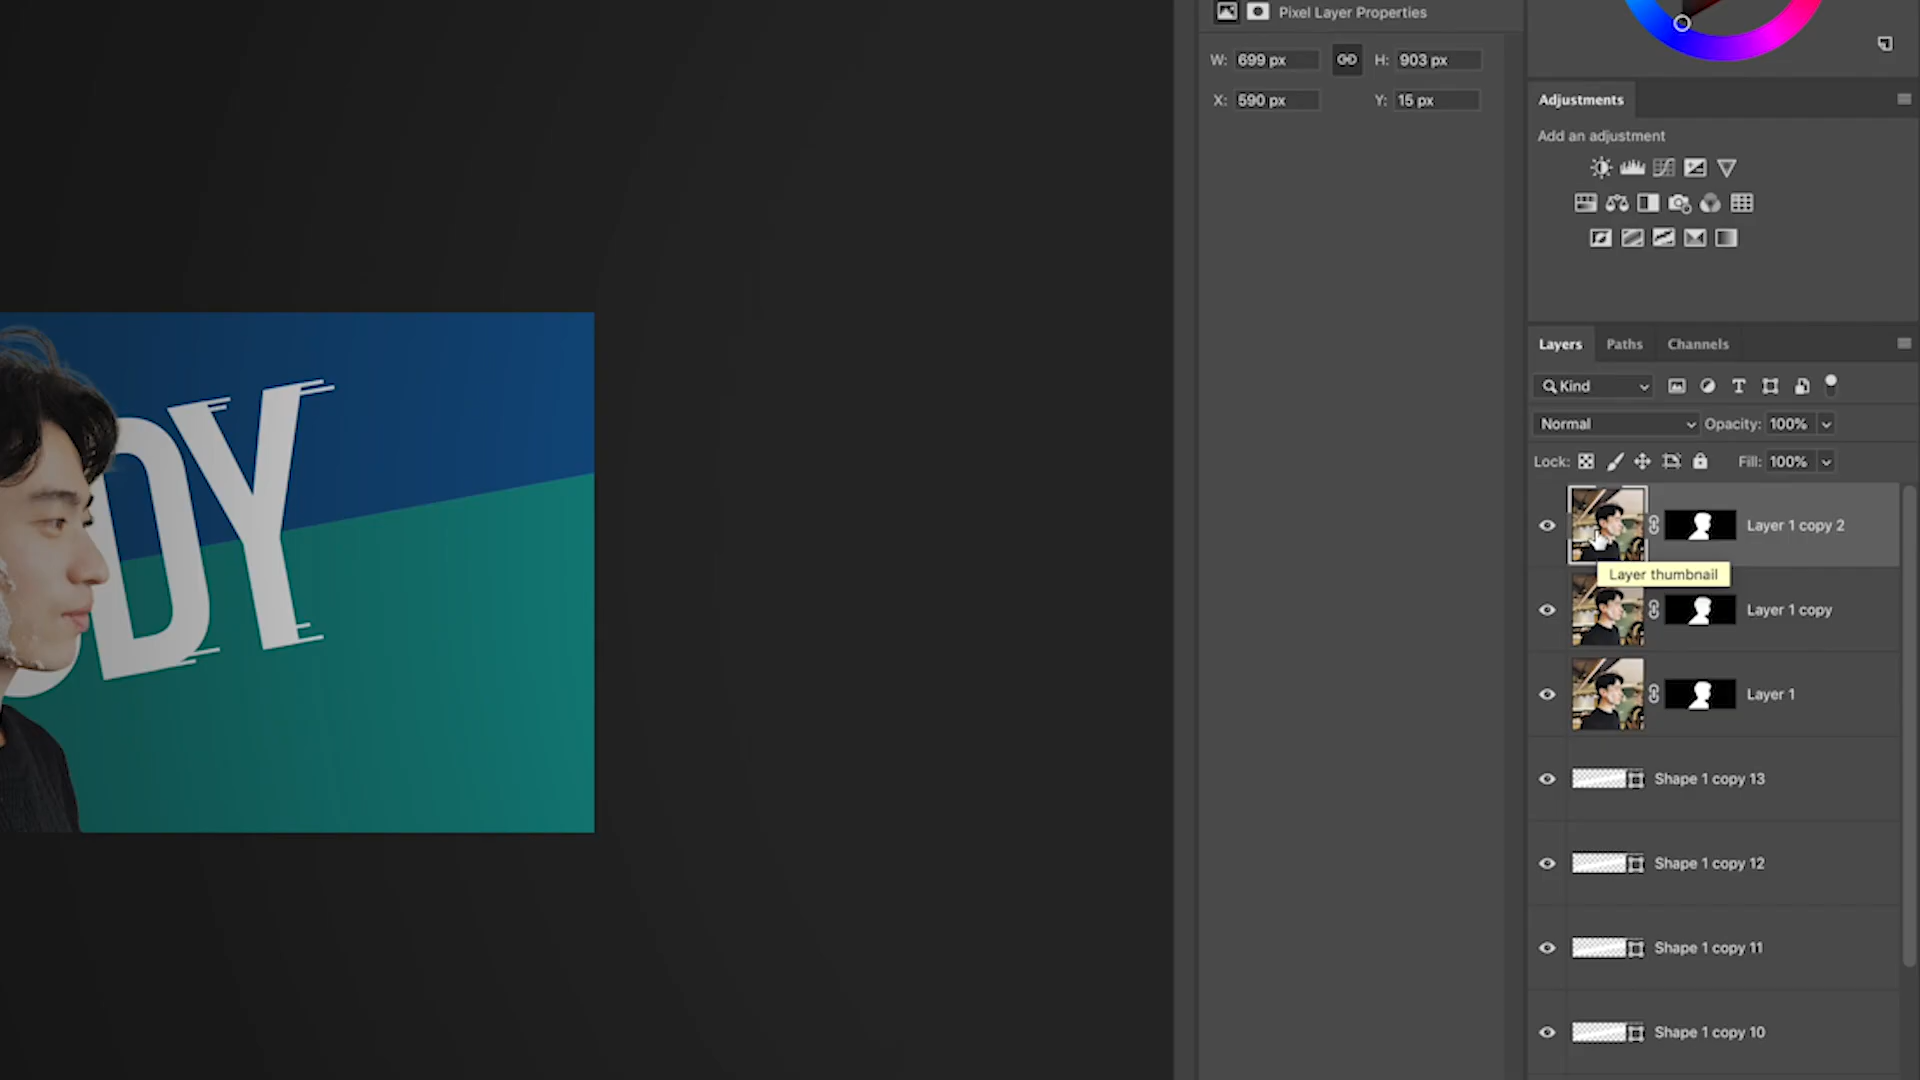 Pixel Layer Properties
W: 699 px H: 903 px
X: 590 px Y: 15 px
Adjustments
Add an adjustment
Layers Paths Channels
Kind
Normal Opacity: 100%
Lock: Fill: 100%
Layer 1 copy 2
Layer thumbnail
Layer 1 copy
Layer 1
Shape 1 copy 13
Shape 1 copy 12
Shape 1 copy 11
Shape 1 copy 10
DY